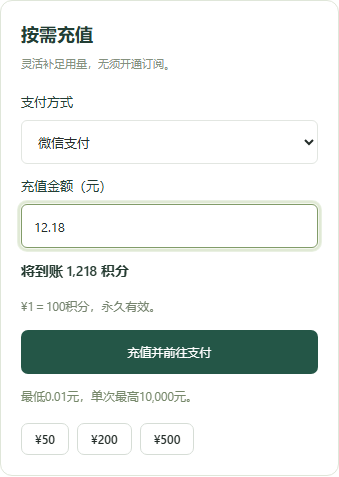 按需充值
灵活补足用量，无须开通订阅。
支付方式
微信支付
充值金额（元）
12.18
将到账 1,218 积分
¥1 = 100积分，永久有效。
充值并前往支付
最低0.01元，单次最高10,000元。
¥50
¥200
¥500